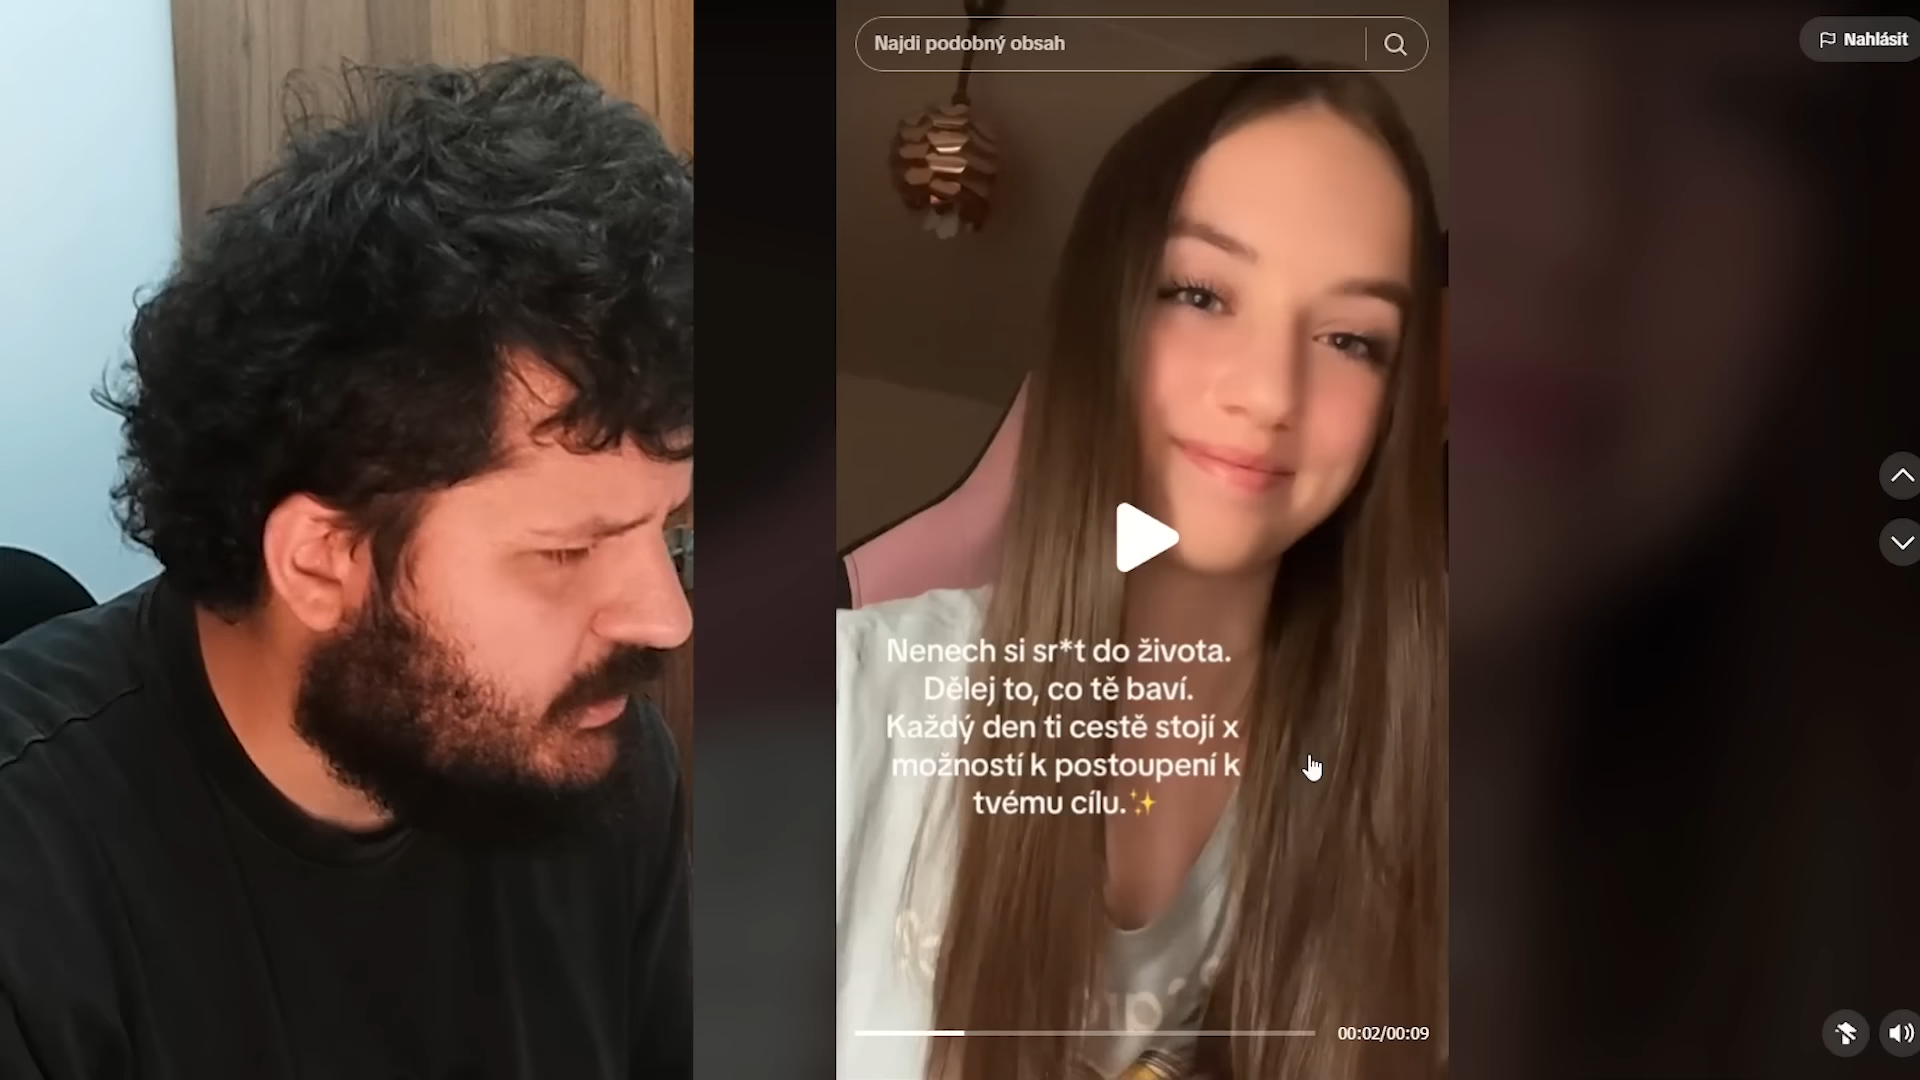 Najdi podobný obsah
Nahlásit
Nenech si sr*t do života.
Dělej to, co tě baví.
Každý den ti cestě stojí x
možností k postoupení k
tvému cílu.✨
00:02/00:09